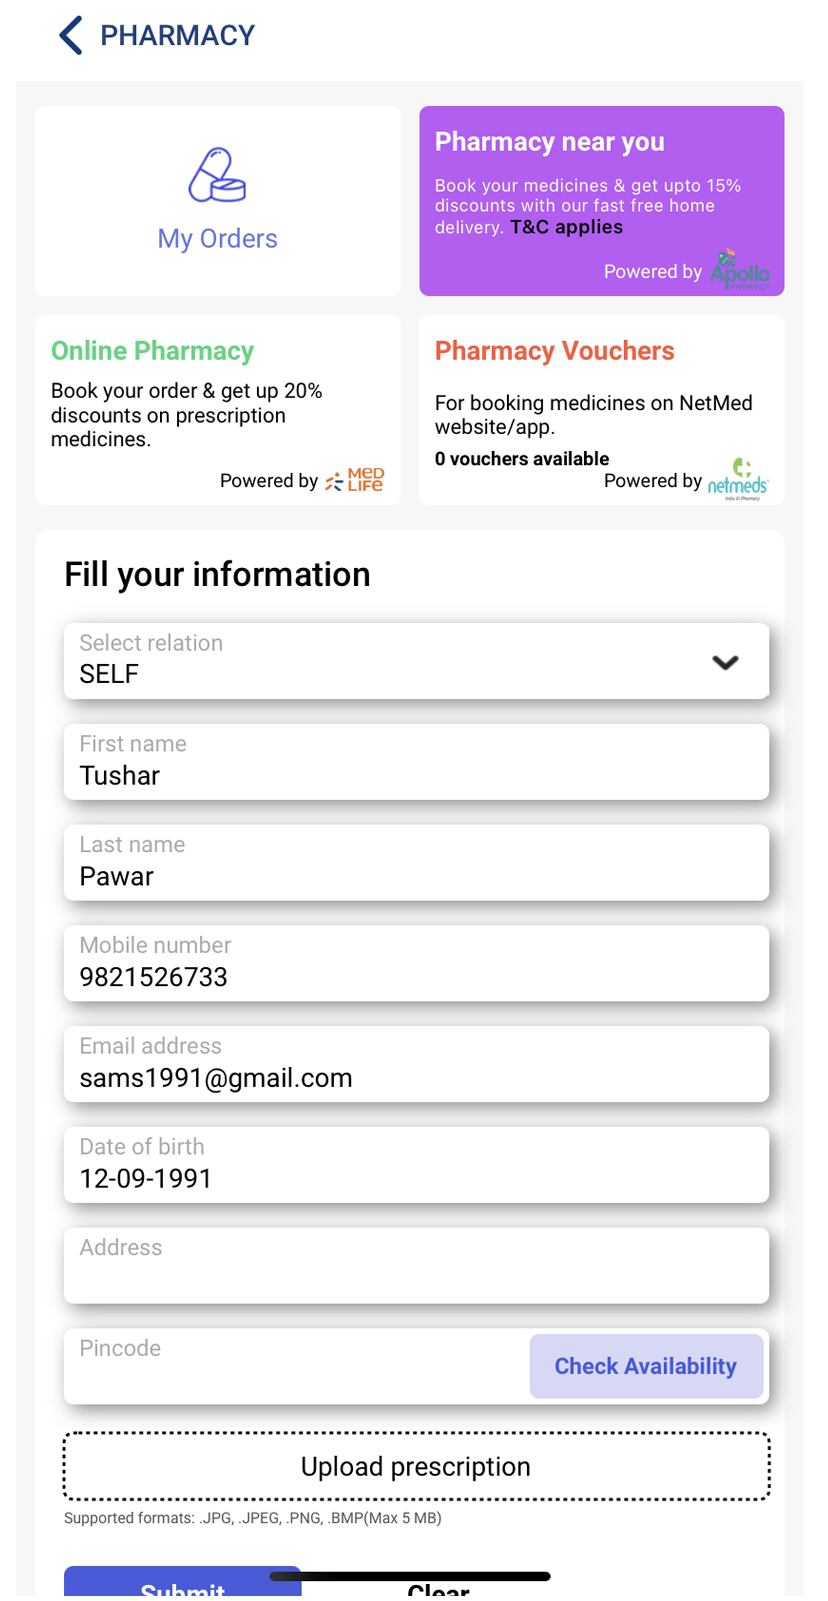 PHARMACY
My Orders
Pharmacy near you
Book your medicines & get upto 15%
discounts with our fast free home
delivery. T&C applies
Powered by Apollo
PHARMACY
Online Pharmacy
Book your order & get up 20%
discounts on prescription
medicines.
Powered by MED
LIFE
Pharmacy Vouchers
For booking medicines on NetMed
website/app.
0 vouchers available
Powered by netmeds
India Ki Pharmacy
Fill your information
Select relation
SELF
First name
Tushar
Last name
Pawar
Mobile number
9821526733
Email address
sams1991@gmail.com
Date of birth
12-09-1991
Address
Pincode
Check Availability
Upload prescription
Supported formats: .JPG, .JPEG, .PNG, .BMP(Max 5 MB)
Submit Clear